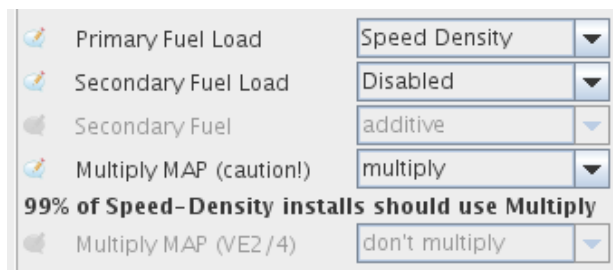 Primary Fuel Load Speed Density
Secondary Fuel Load Disabled
Secondary Fuel additive
Multiply MAP (caution!) multiply
99% of Speed-Density installs should use Multiply
Multiply MAP (VE2/4) don't multiply